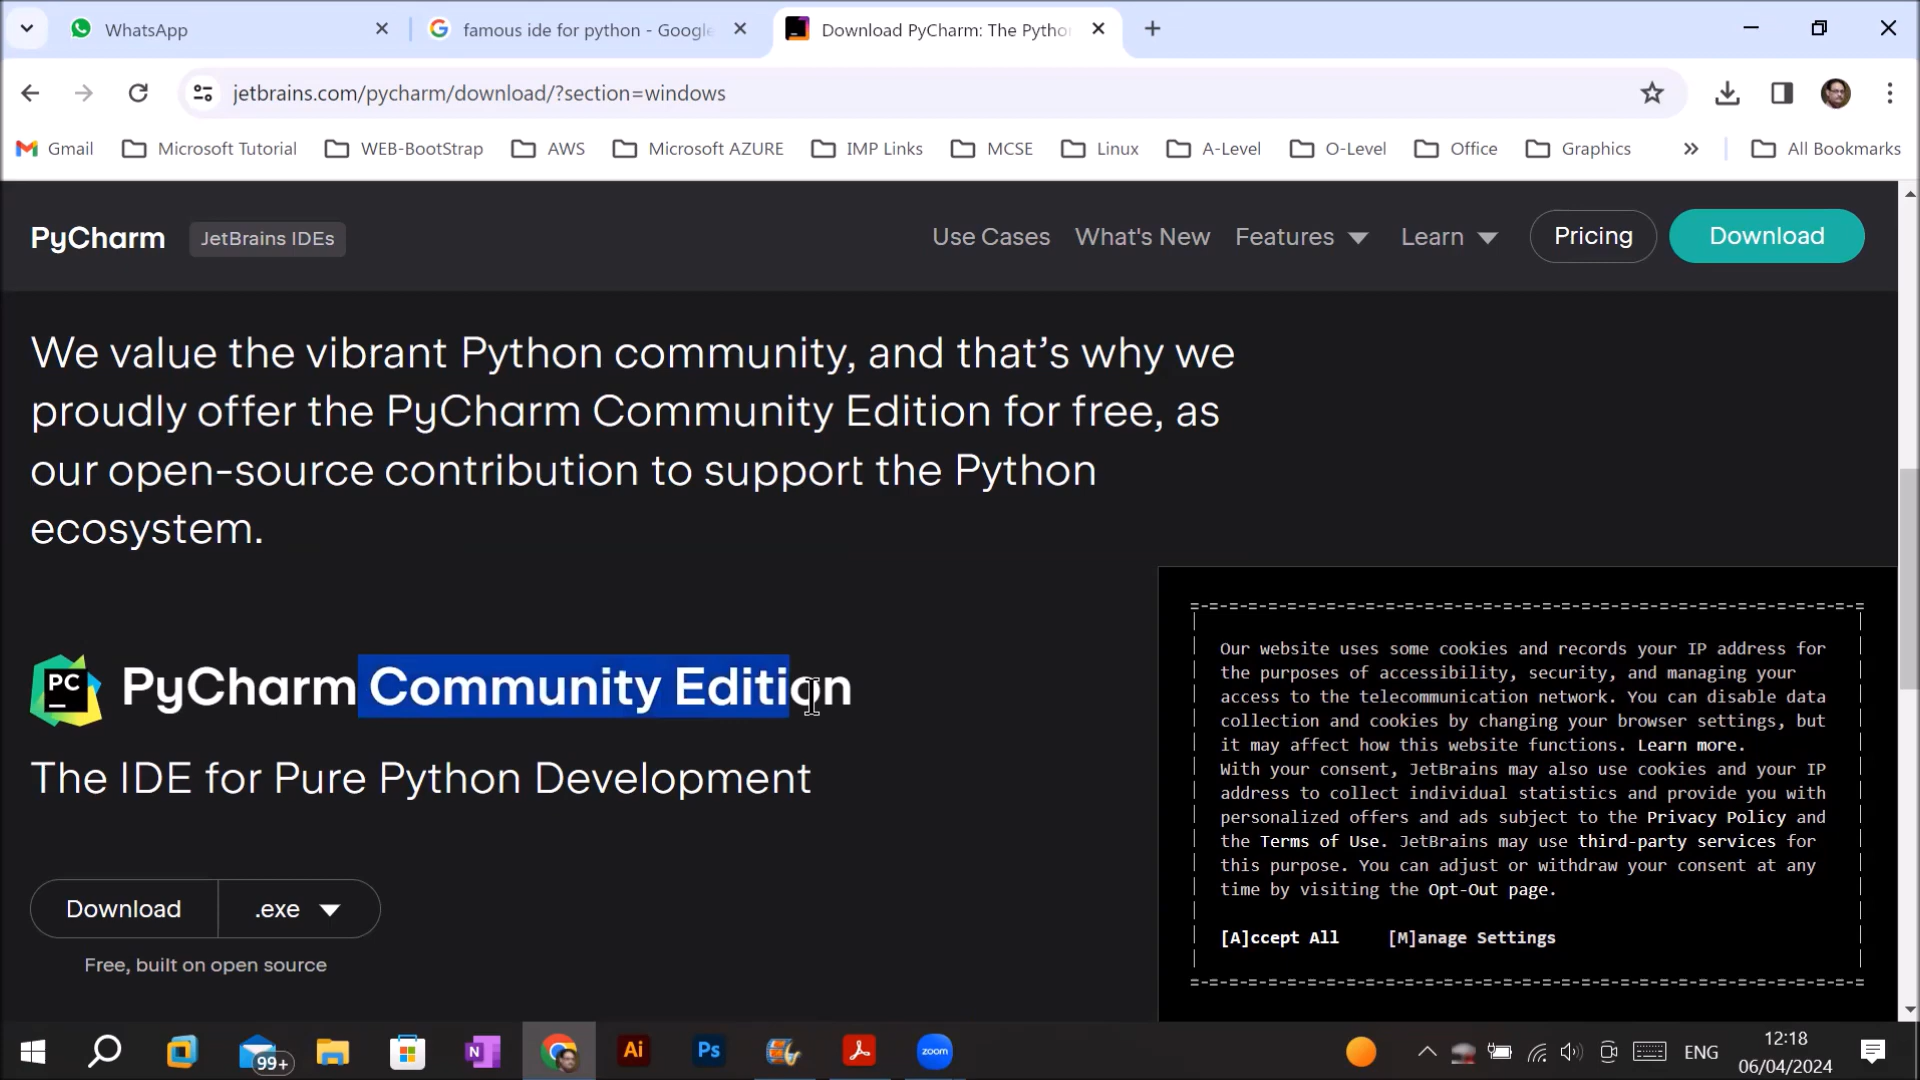 WhatsApp
famous ide for python - Google
Download PyCharm: The Pytho
jetbrains.com/pycharm/download/?section=windows
Gmail
Microsoft Tutorial
WEB-BootStrap
AWS
Microsoft AZURE
IMP Links
MCSE
Linux
A-Level
O-Level
Office
Graphics
All Bookmarks
PyCharm
JetBrains IDEs
Use Cases
What's New
Features
Learn
Pricing
Download
We value the vibrant Python community, and that's why we
proudly offer the PyCharm Community Edition for free, as
our open-source contribution to support the Python
ecosystem.
PC
PyCharm Community Edition
The IDE for Pure Python Development
Download
.exe
Free, built on open source
Our website uses some cookies and records your IP address for
the purposes of accessibility, security, and managing your
access to the telecommunication network. You can disable data
collection and cookies by changing your browser settings, but
it may affect how this website functions. Learn more.
With your consent, JetBrains may also use cookies and your IP
address to collect individual statistics and provide you with
personalized offers and ads subject to the Privacy Policy and
the Terms of Use. JetBrains may use third-party services for
this purpose. You can adjust or withdraw your consent at any
time by visiting the Opt-Out page.
[A]ccept All
[M]anage Settings
99+
Ai
Ps
zoom
ENG
12:18
06/04/2024